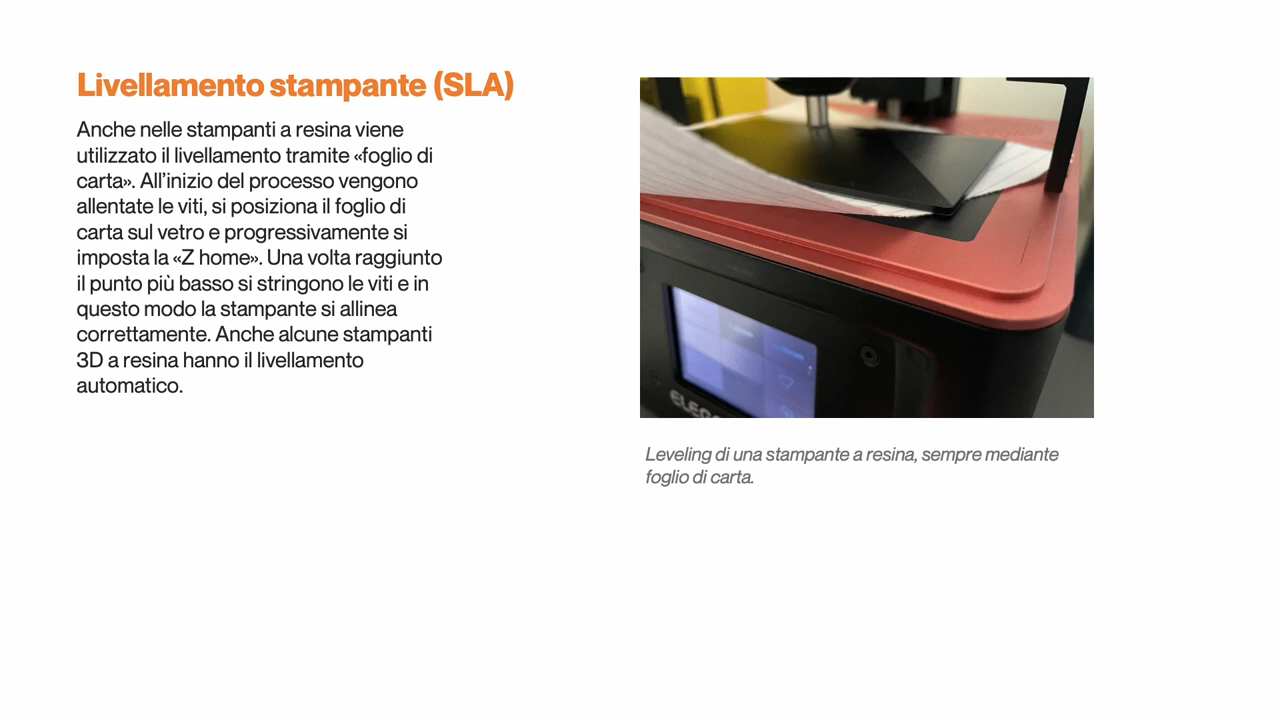 Livellamento stampante (SLA)
Anche nelle stampanti a resina viene
utilizzato il livellamento tramite «foglio di
carta». All’inizio del processo vengono
allentate le viti, si posiziona il foglio di
carta sul vetro e progressivamente si
imposta la «Z home». Una volta raggiunto
il punto più basso si stringono le viti e in
questo modo la stampante si allinea
correttamente. Anche alcune stampanti
3D a resina hanno il livellamento
automatico.
Leveling di una stampante a resina, sempre mediante
foglio di carta.